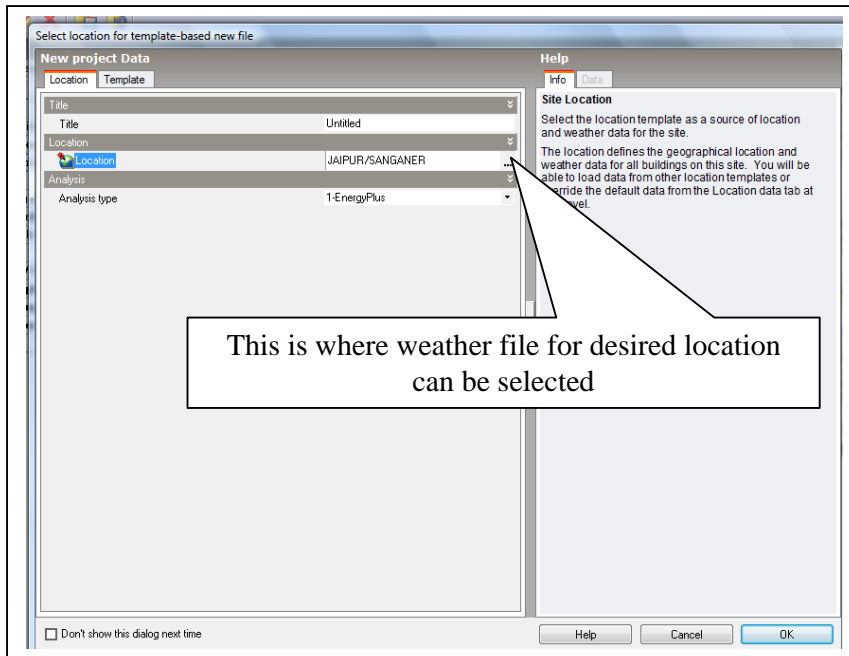 Select location for template-based new file
New project Data
Location Template
Title
Title Untitled
Location
Location JAIPUR/SANGANER ...
Analysis
Analysis type 1-EnergyPlus
Help
Info Data
Site Location
Select the location template as a source of location
and weather data for the site.
The location defines the geographical location and
weather data for all buildings on this site. You will be
able to load data from other location templates or
override the default data from the Location data tab at
This is where weather file for desired location
can be selected
Don't show this dialog next time
Help Cancel OK